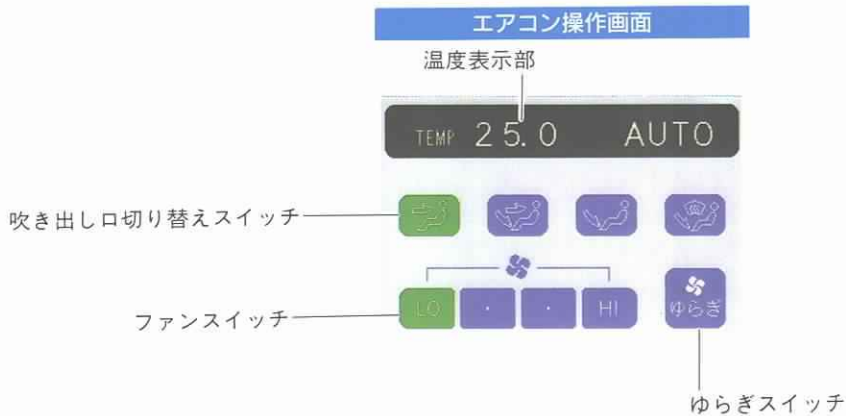 エアコン操作画面
温度表示部
TEMP 25.0 AUTO
吹き出し口切り替えスイッチ
ファンスイッチ
LO · · HI
ゆらぎ
ゆらぎスイッチ